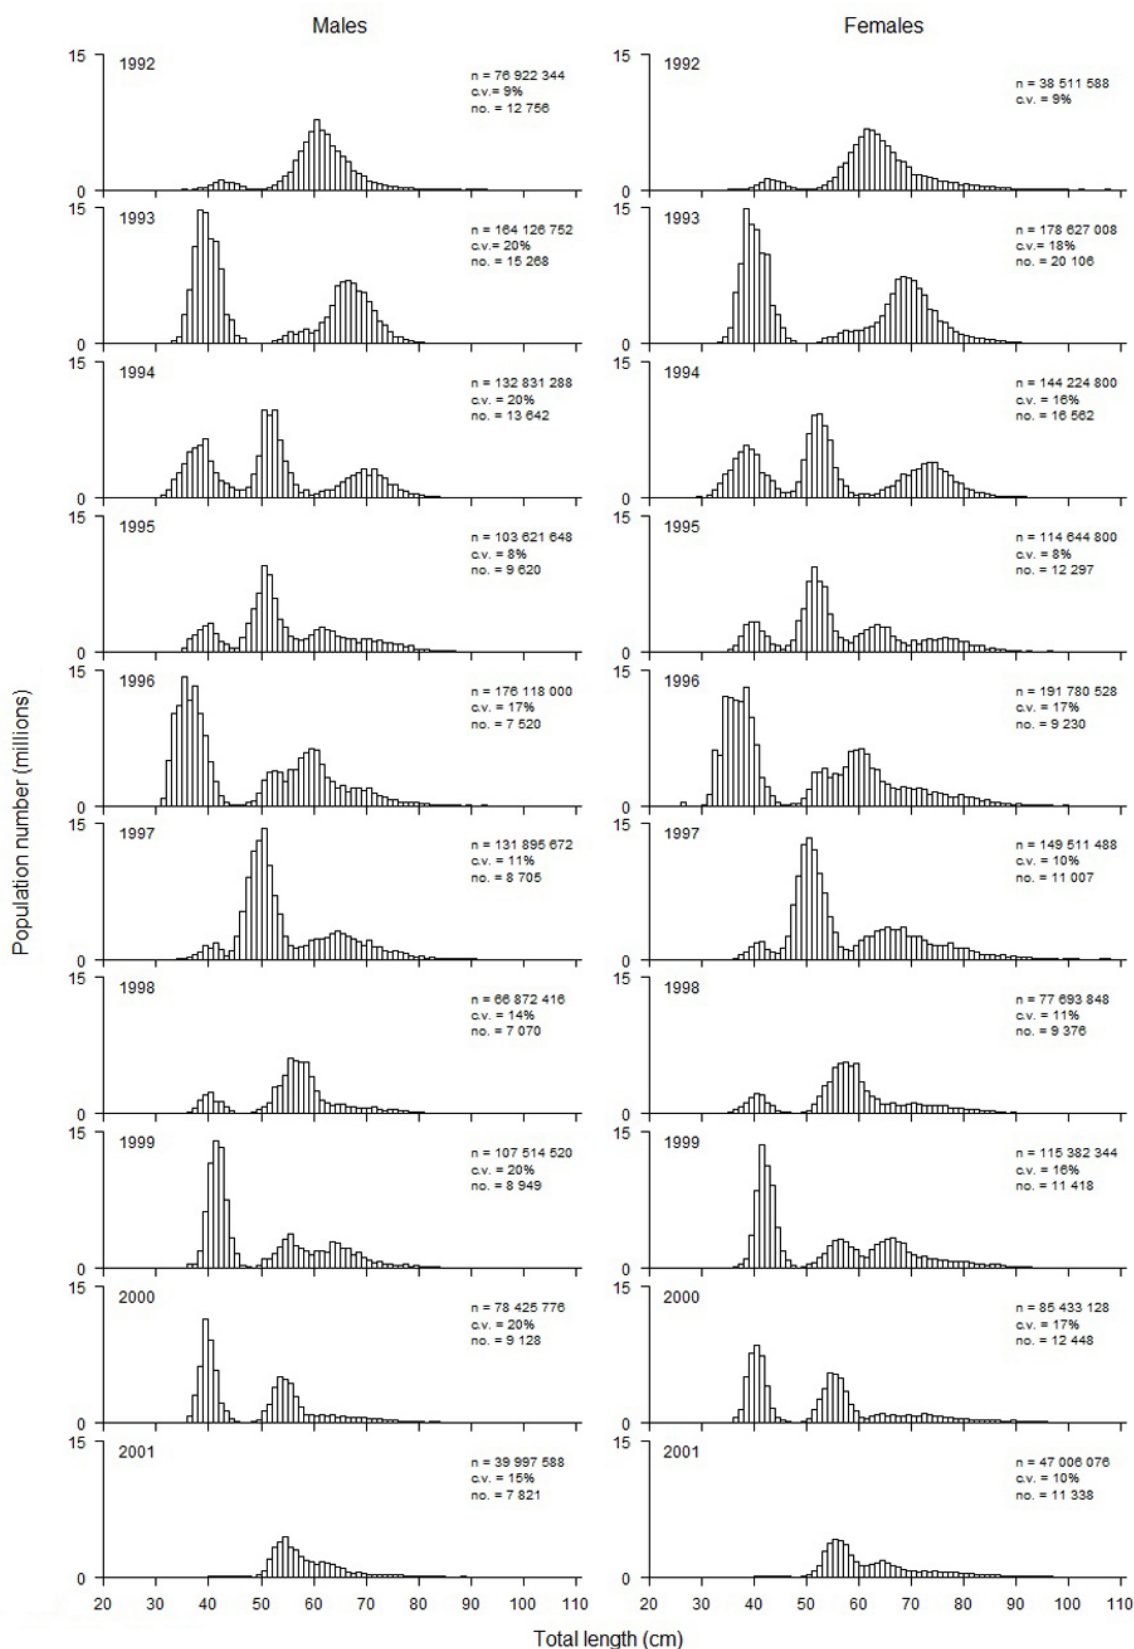 Males
Females
15
1992
n = 76 922 344
c.v.= 9%
no. = 12 756
0
15
1992
n = 38 511 588
c.v. = 9%
0
15
1993
n = 164 126 752
c.v.= 20%
no. = 15 268
0
15
1993
n = 178 627 008
c.v.= 18%
no. = 20 106
0
15
1994
n = 132 831 288
c.v. = 20%
no. = 13 642
0
15
1994
n = 144 224 800
c.v. = 16%
no. = 16 562
0
15
1995
n = 103 621 648
c.v. = 8%
no. = 9 620
0
15
1995
n = 114 644 800
c.v. = 8%
no. = 12 297
0
15
1996
n = 176 118 000
c.v. = 17%
no. = 7 520
0
15
1996
n = 191 780 528
c.v. = 17%
no. = 9 230
0
15
1997
n = 131 895 672
c.v. = 11%
no. = 8 705
0
15
1997
n = 149 511 488
c.v. = 10%
no. = 11 007
0
15
1998
n = 66 872 416
c.v. = 14%
no. = 7 070
0
15
1998
n = 77 693 848
c.v. = 11%
no. = 9 376
0
15
1999
n = 107 514 520
c.v. = 20%
no. = 8 949
0
15
1999
n = 115 382 344
c.v. = 16%
no. = 11 418
0
15
2000
n = 78 425 776
c.v. = 20%
no. = 9 128
0
15
2000
n = 85 433 128
c.v. = 17%
no. = 12 448
0
15
2001
n = 39 997 588
c.v. = 15%
no. = 7 821
0
15
2001
n = 47 006 076
c.v. = 10%
no. = 11 338
0
20 30 40 50 60 70 80 90 100 110
20 30 40 50 60 70 80 90 100 110
Population number (millions)
Total length (cm)